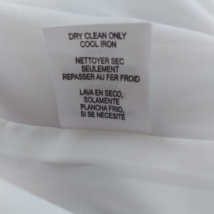 DRY CLEAN ONLY
COOL IRON
NETTOYER SEC
SEULEMENT
REPASSER AU FER FROID
LAVA EN SECO,
SOLAMENTE
PLANCHA FRIO,
SI SE NECESITÉ